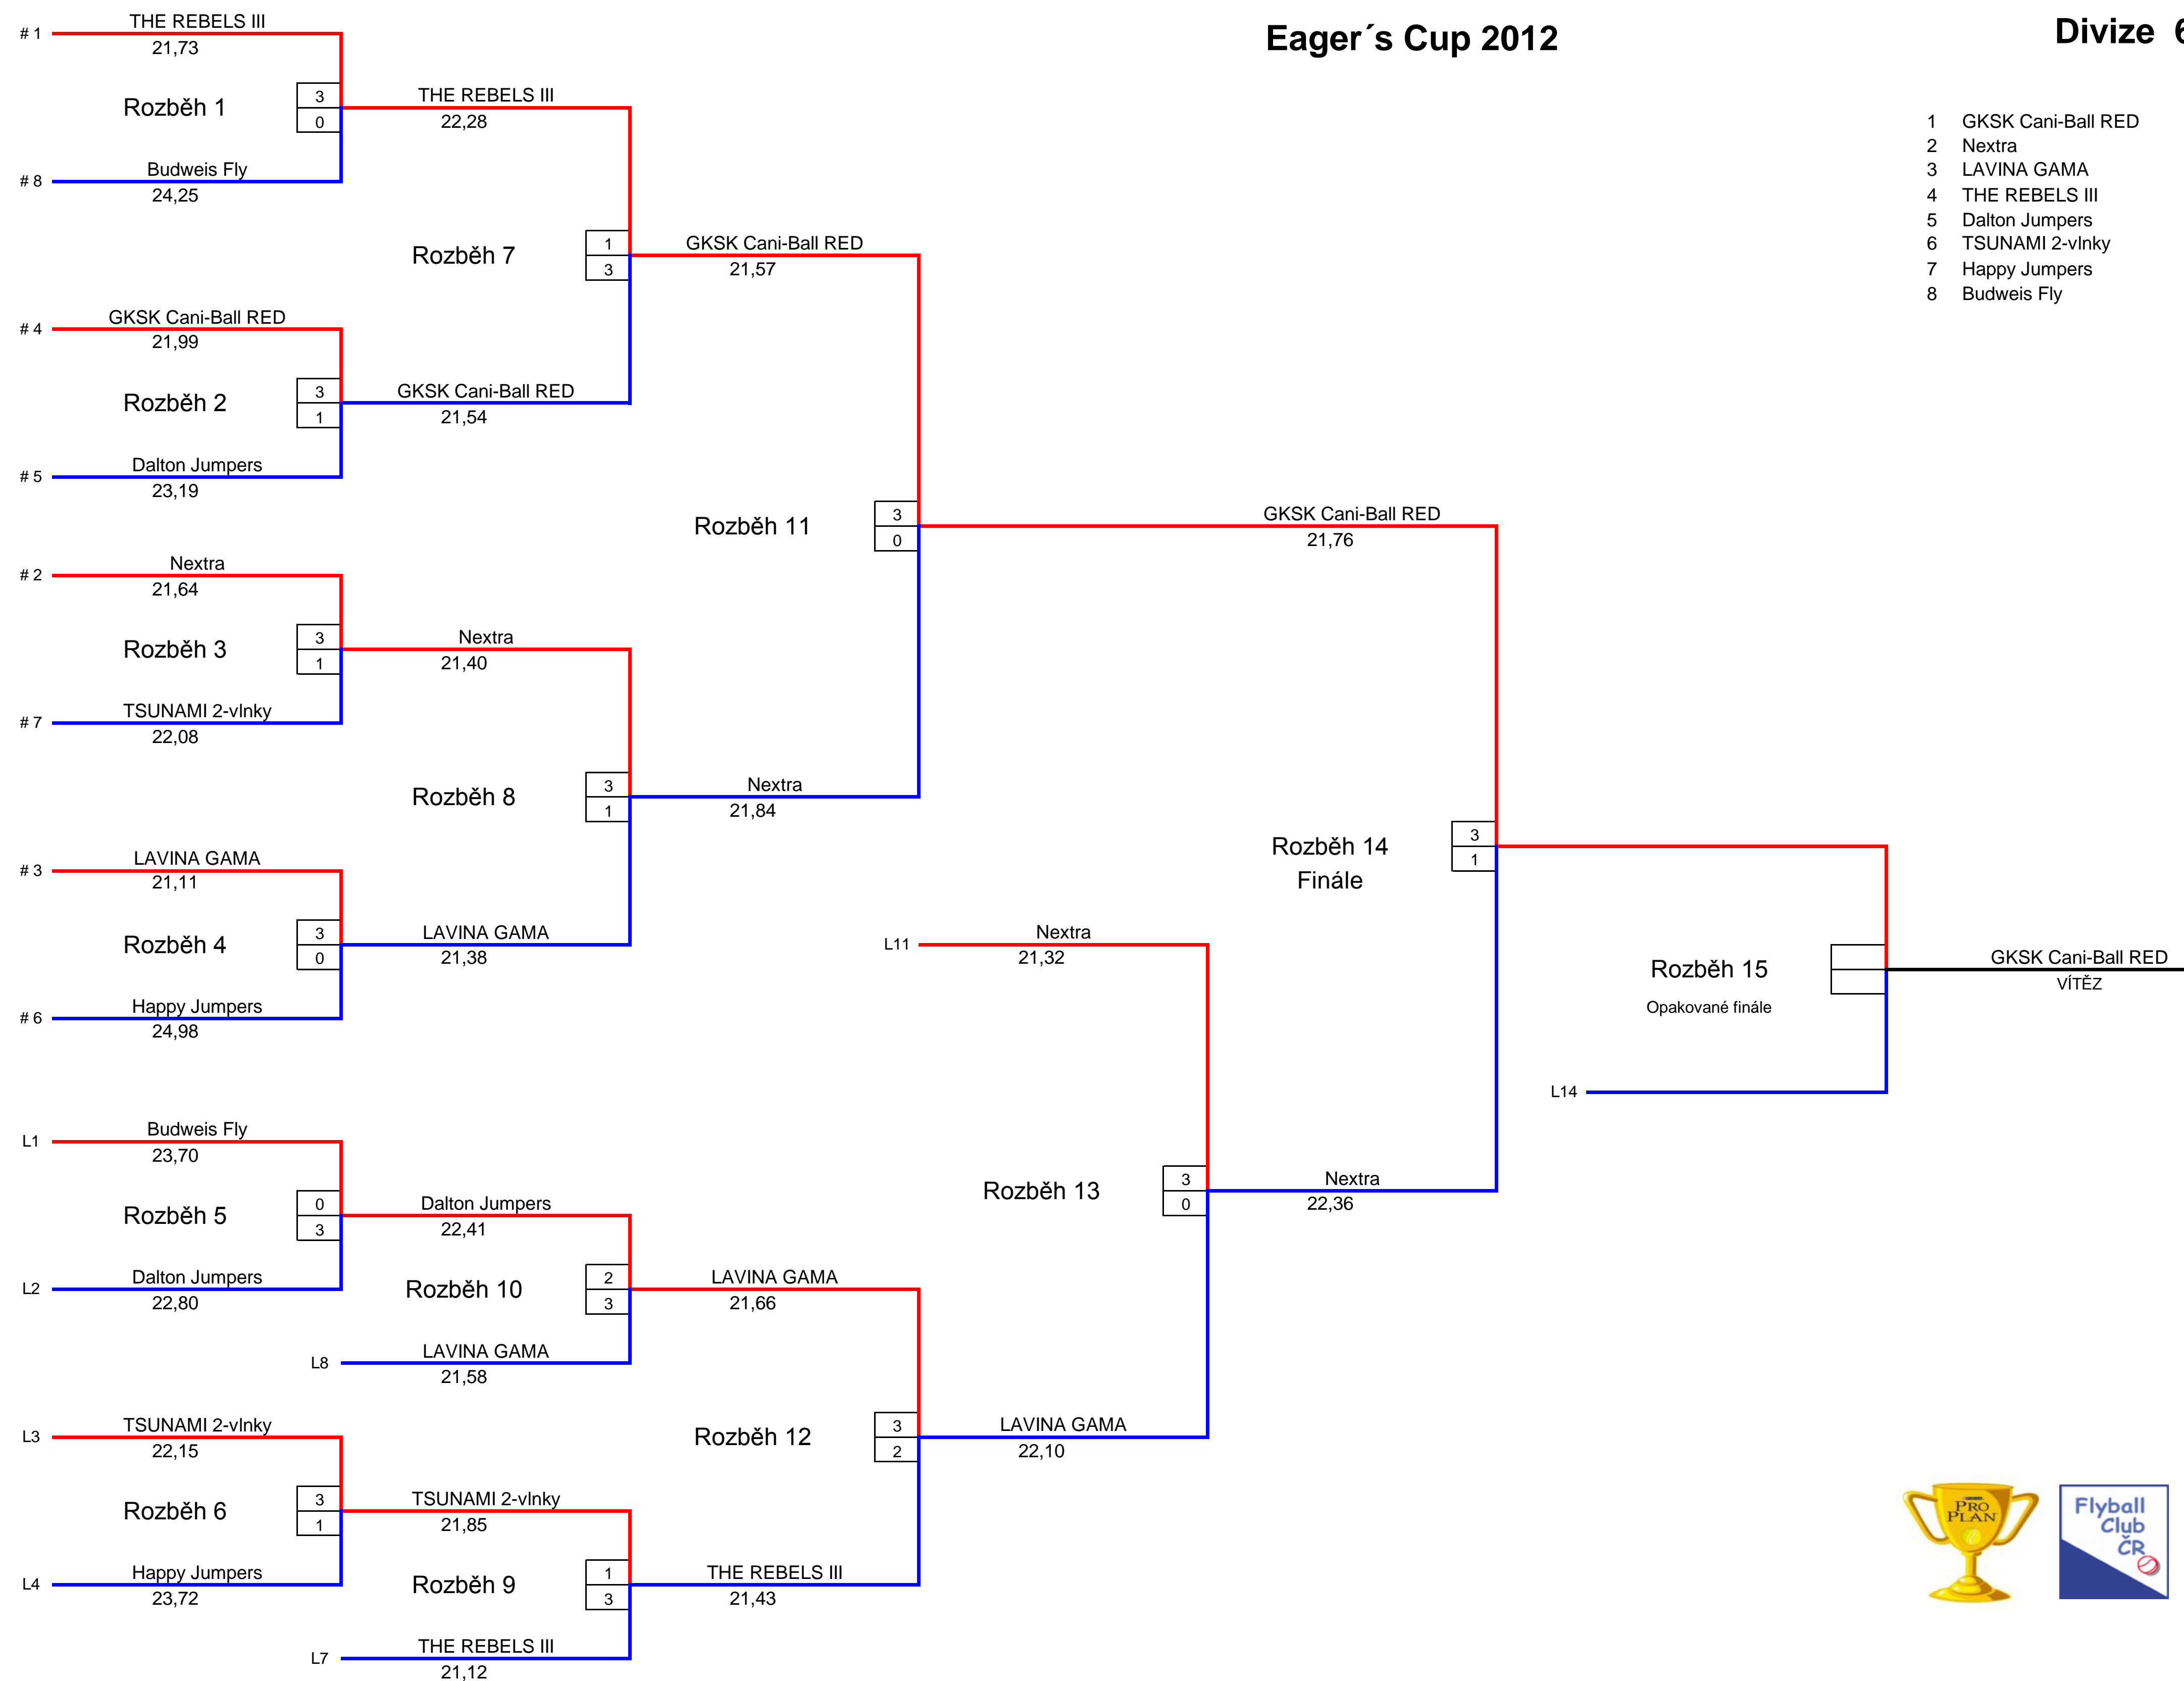 Eager´s Cup 2012
Divize 6
1 GKSK Cani-Ball RED
2 Nextra
3 LAVINA GAMA
4 THE REBELS III
5 Dalton Jumpers
6 TSUNAMI 2-vlnky
7 Happy Jumpers
8 Budweis Fly
# 1 THE REBELS III
21,73
Rozběh 1
3
0
# 8 Budweis Fly
24,25
THE REBELS III
22,28
Rozběh 7
1
3
# 4 GKSK Cani-Ball RED
21,99
Rozběh 2
3
1
# 5 Dalton Jumpers
23,19
GKSK Cani-Ball RED
21,54
GKSK Cani-Ball RED
21,57
Rozběh 11
3
0
# 2 Nextra
21,64
Rozběh 3
3
1
# 7 TSUNAMI 2-vlnky
22,08
Nextra
21,40
Rozběh 8
3
1
Nextra
21,84
# 3 LAVINA GAMA
21,11
Rozběh 4
3
0
# 6 Happy Jumpers
24,98
LAVINA GAMA
21,38
GKSK Cani-Ball RED
21,76
Rozběh 14
Finále
3
1
L11 Nextra
21,32
Rozběh 13
3
0
Nextra
22,36
Rozběh 15
Opakované finále
L14
GKSK Cani-Ball RED
VÍTĚZ
L1 Budweis Fly
23,70
Rozběh 5
0
3
L2 Dalton Jumpers
22,80
Dalton Jumpers
22,41
Rozběh 10
2
3
L8 LAVINA GAMA
21,58
LAVINA GAMA
21,66
Rozběh 12
3
2
LAVINA GAMA
22,10
L3 TSUNAMI 2-vlnky
22,15
Rozběh 6
3
1
L4 Happy Jumpers
23,72
TSUNAMI 2-vlnky
21,85
Rozběh 9
1
3
L7 THE REBELS III
21,12
THE REBELS III
21,43
PRO
PLAN
Flyball
Club
ČR